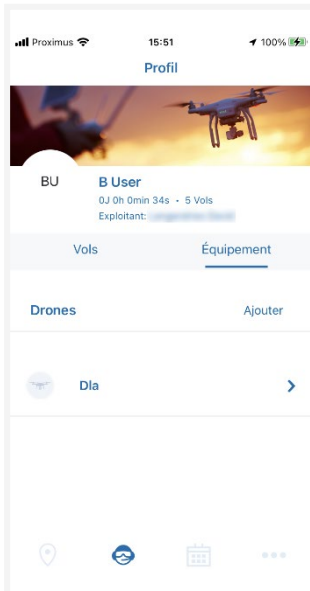 Proximus 15:51 100%
Profil
BU
B User
0J 0h 0min 34s • 5 Vols
Exploitant:
Vols Équipement
Drones Ajouter
Dla